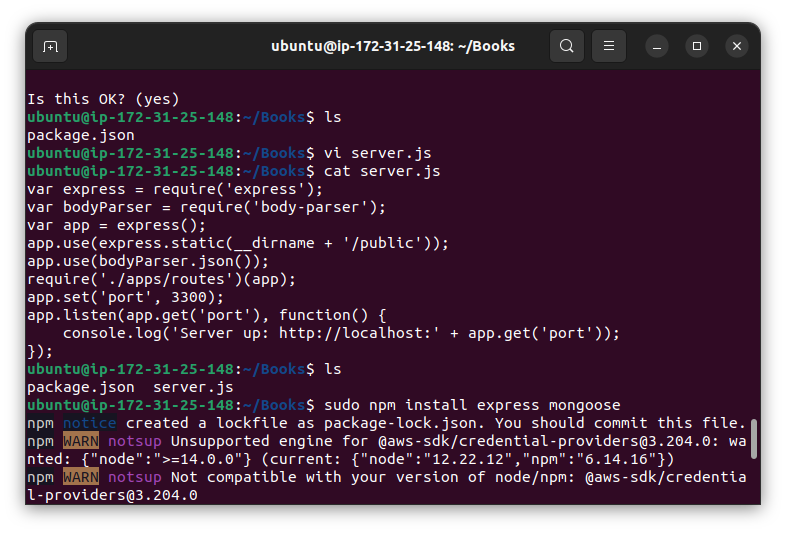 ubuntu@ip-172-31-25-148: ~/Books
Is this OK? (yes)
ubuntu@ip-172-31-25-148:~/Books$ ls
package.json
ubuntu@ip-172-31-25-148:~/Books$ vi server.js
ubuntu@ip-172-31-25-148:~/Books$ cat server.js
var express = require('express');
var bodyParser = require('body-parser');
var app = express();
app.use(express.static(__dirname + '/public'));
app.use(bodyParser.json());
require('./apps/routes')(app);
app.set('port', 3300);
app.listen(app.get('port'), function() {
    console.log('Server up: http://localhost:' + app.get('port'));
});
ubuntu@ip-172-31-25-148:~/Books$ ls
package.json  server.js
ubuntu@ip-172-31-25-148:~/Books$ sudo npm install express mongoose
npm notice created a lockfile as package-lock.json. You should commit this file.
npm WARN notsup Unsupported engine for @aws-sdk/credential-providers@3.204.0: wa
nted: {"node":">=14.0.0"} (current: {"node":"12.22.12","npm":"6.14.16"})
npm WARN notsup Not compatible with your version of node/npm: @aws-sdk/credentia
l-providers@3.204.0